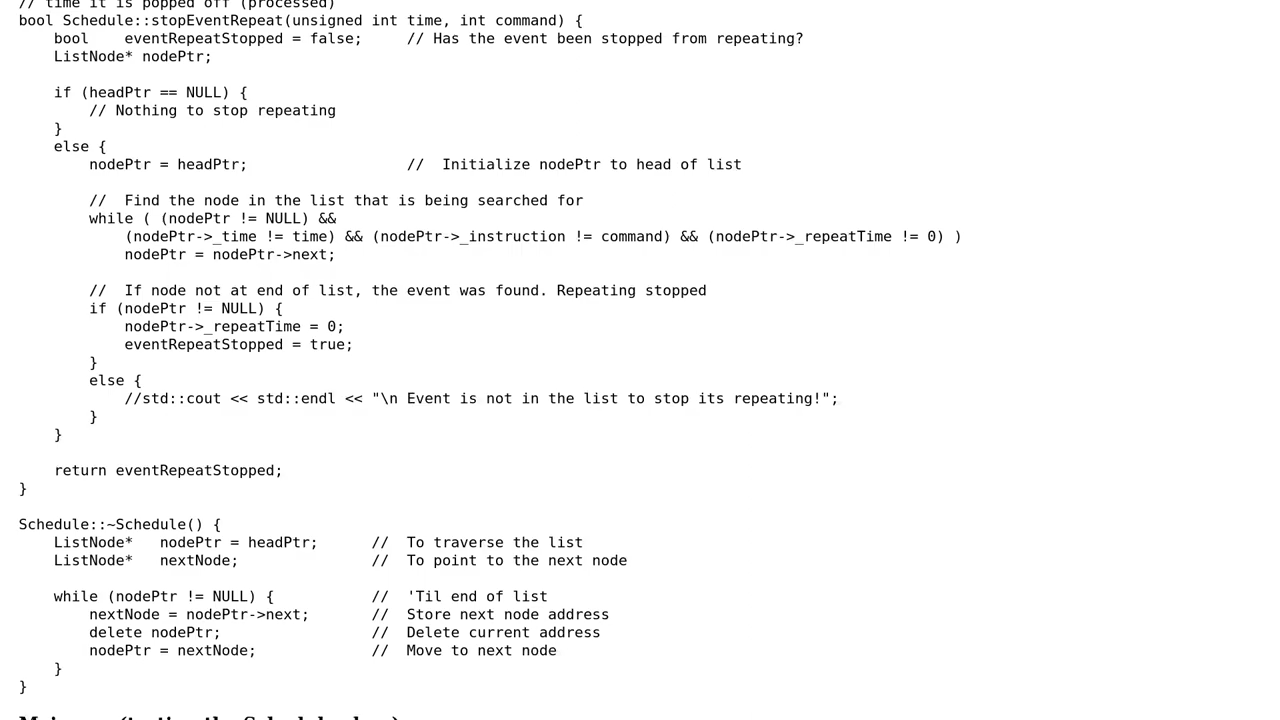 // time it is popped off (processed)
bool Schedule::stopEventRepeat(unsigned int time, int command) {
    bool    eventRepeatStopped = false;     // Has the event been stopped from repeating?
    ListNode* nodePtr;

    if (headPtr == NULL) {
        // Nothing to stop repeating
    }
    else {
        nodePtr = headPtr;                  //  Initialize nodePtr to head of list

        //  Find the node in the list that is being searched for
        while ( (nodePtr != NULL) &&
            (nodePtr->_time != time) && (nodePtr->_instruction != command) && (nodePtr->_repeatTime != 0) )
            nodePtr = nodePtr->next;

        //  If node not at end of list, the event was found. Repeating stopped
        if (nodePtr != NULL) {
            nodePtr->_repeatTime = 0;
            eventRepeatStopped = true;
        }
        else {
            //std::cout << std::endl << "\n Event is not in the list to stop its repeating!";
        }
    }

    return eventRepeatStopped;
}

Schedule::~Schedule() {
    ListNode*   nodePtr = headPtr;      //  To traverse the list
    ListNode*   nextNode;               //  To point to the next node

    while (nodePtr != NULL) {           //  'Til end of list
        nextNode = nodePtr->next;       //  Store next node address
        delete nodePtr;                 //  Delete current address
        nodePtr = nextNode;             //  Move to next node
    }
}